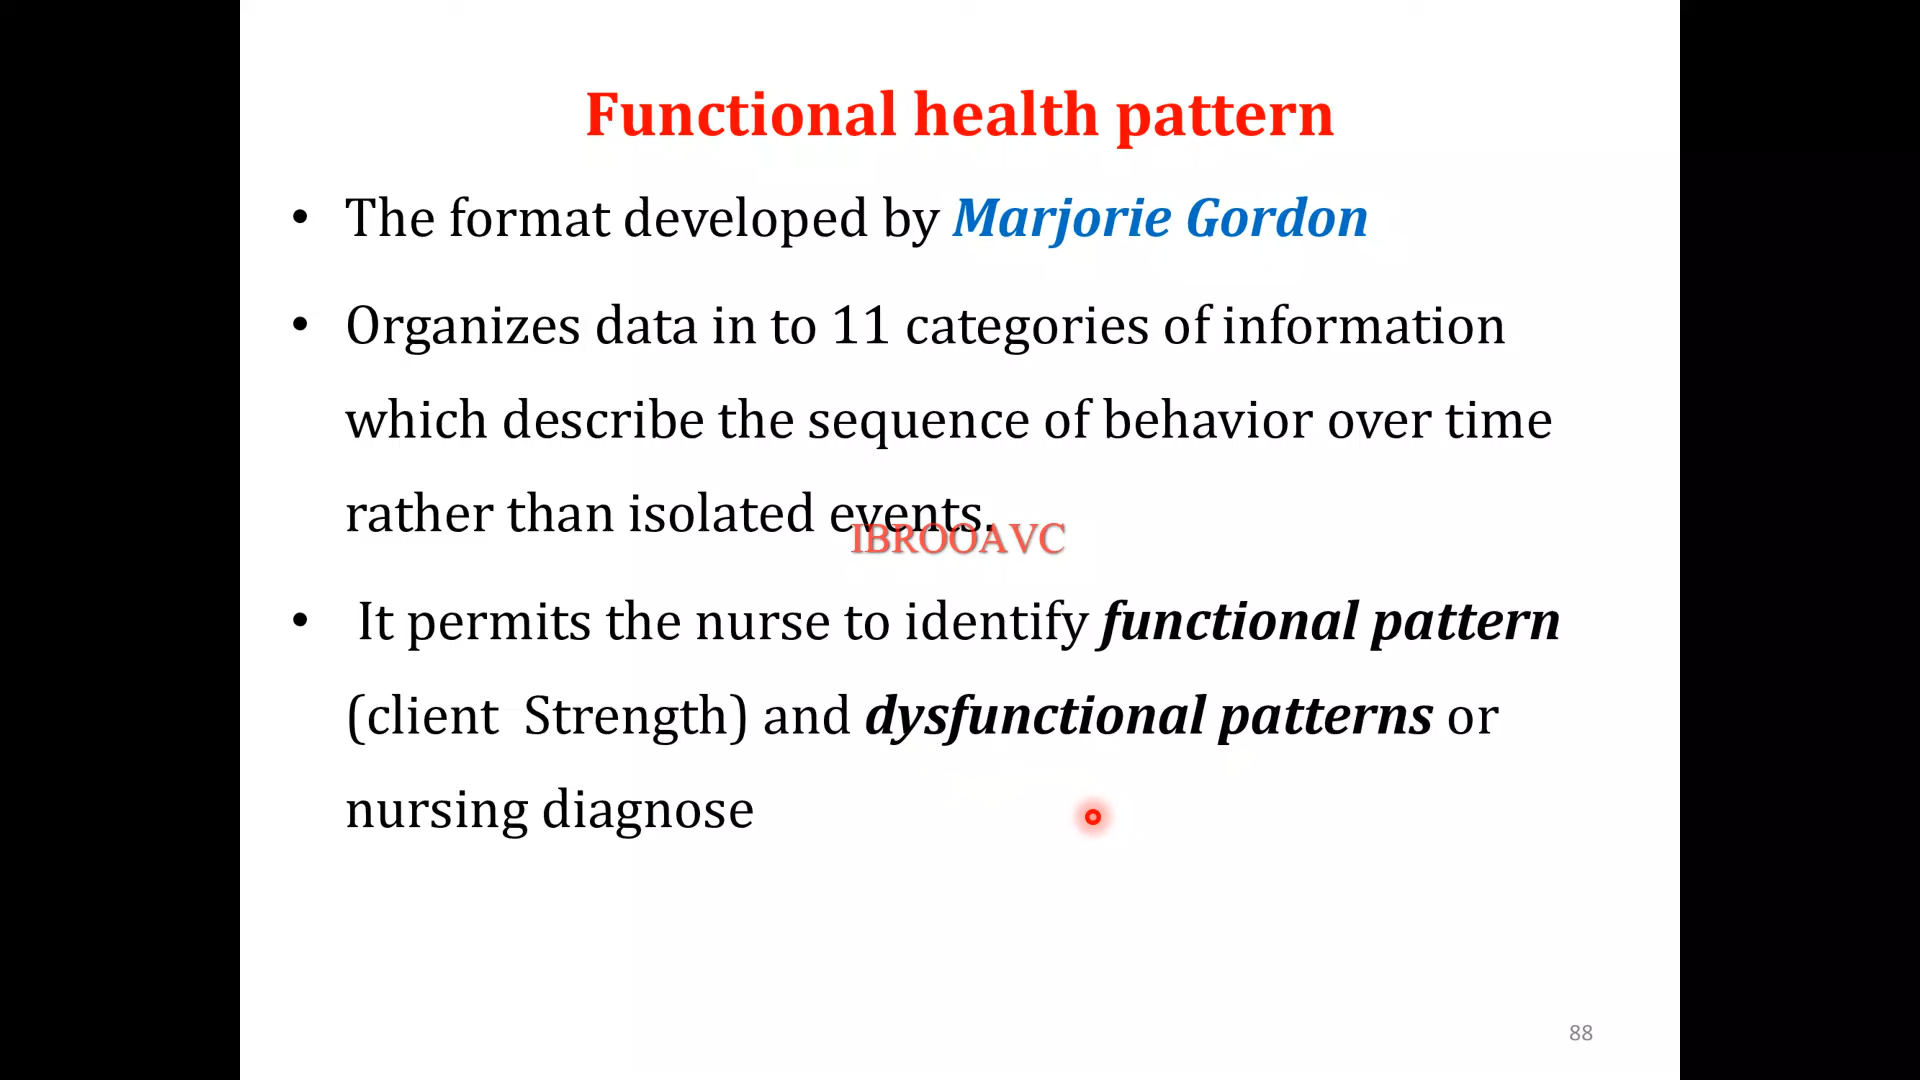 Functional health pattern
• The format developed by Marjorie Gordon
• Organizes data in to 11 categories of information
which describe the sequence of behavior over time
rather than isolated events.
IBROOAVC
• It permits the nurse to identify functional pattern
(client Strength) and dysfunctional patterns or
nursing diagnose
88